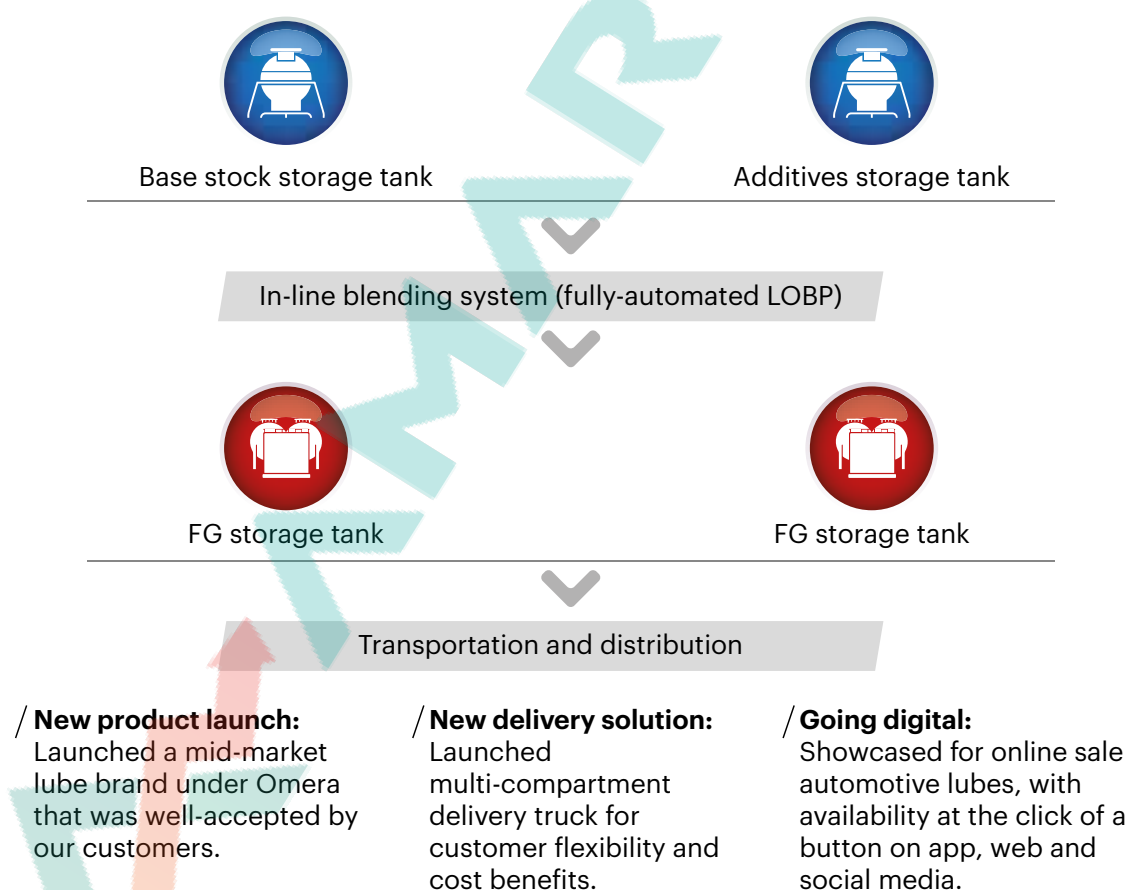 Base stock storage tank
Additives storage tank
In-line blending system (fully-automated LOBP)
FG storage tank
FG storage tank
Transportation and distribution
New product launch:
Launched a mid-market
lube brand under Omera
that was well-accepted by
our customers.
New delivery solution:
Launched
multi-compartment
delivery truck for
customer flexibility and
cost benefits.
Going digital:
Showcased for online sale
automotive lubes, with
availability at the click of a
button on app, web and
social media.